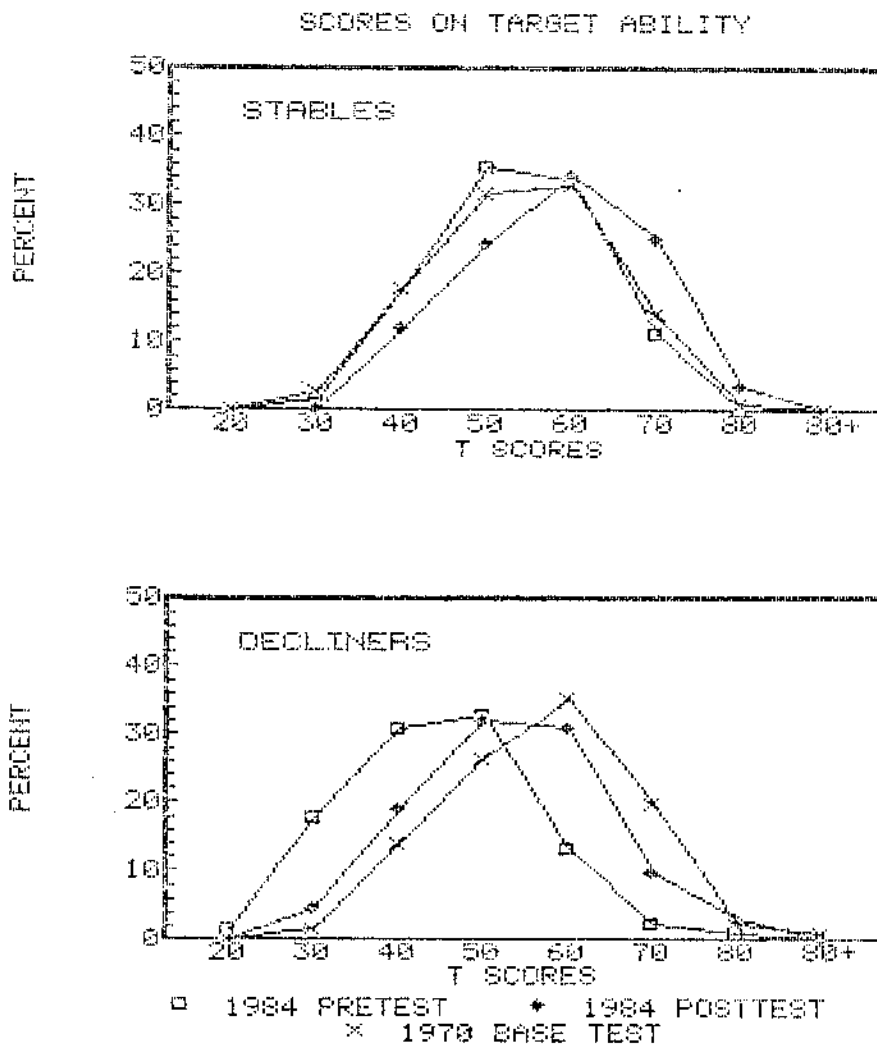 SCORES ON TARGET ABILITY
50
STABLES
40
30
20
10
0
PERCENT
20 30 40 50 60 70 80 80+
T SCORES
50
DECLINERS
40
30
20
10
0
PERCENT
20 30 40 50 60 70 80 80+
T SCORES
1984 PRETEST 1984 POSTTEST
1970 BASE TEST